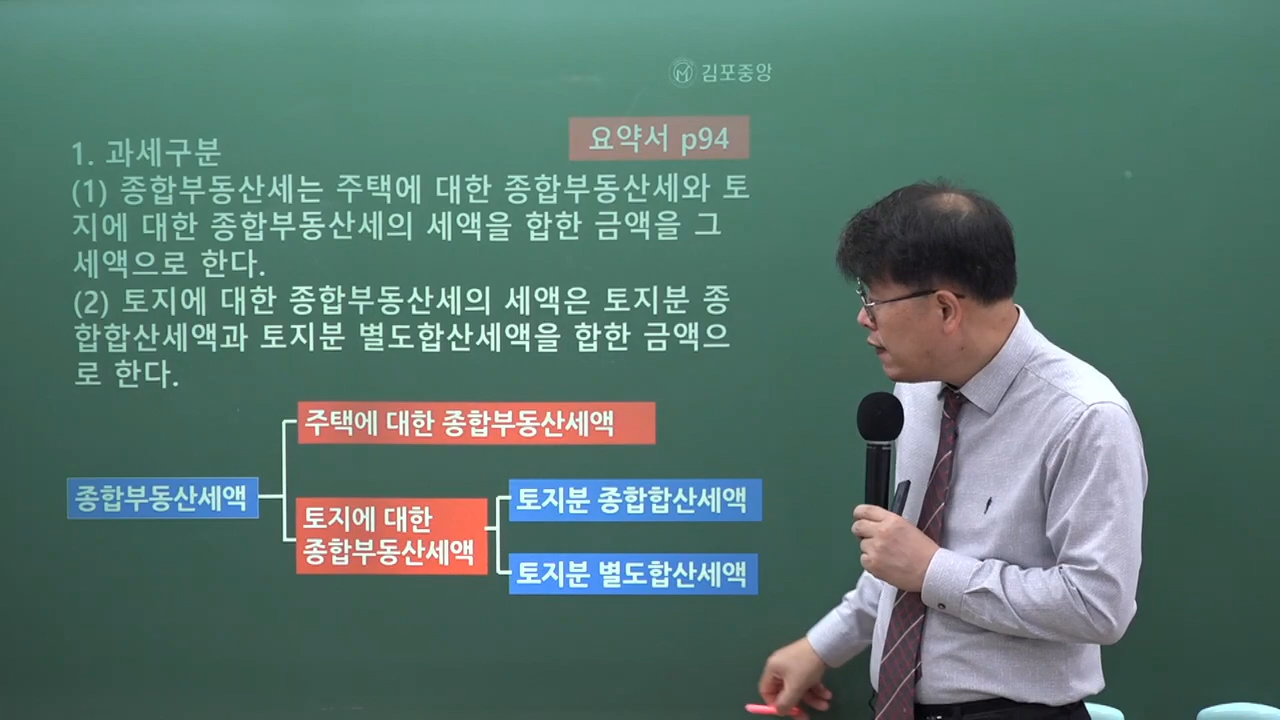 김포중앙
요약서 p94
1. 과세구분
(1) 종합부동산세는 주택에 대한 종합부동산세와 토
지에 대한 종합부동산세의 세액을 합한 금액을 그
세액으로 한다.
(2) 토지에 대한 종합부동산세의 세액은 토지분 종
합합산세액과 토지분 별도합산세액을 합한 금액으
로 한다.
주택에 대한 종합부동산세액
종합부동산세액
토지에 대한
종합부동산세액
토지분 종합합산세액
토지분 별도합산세액